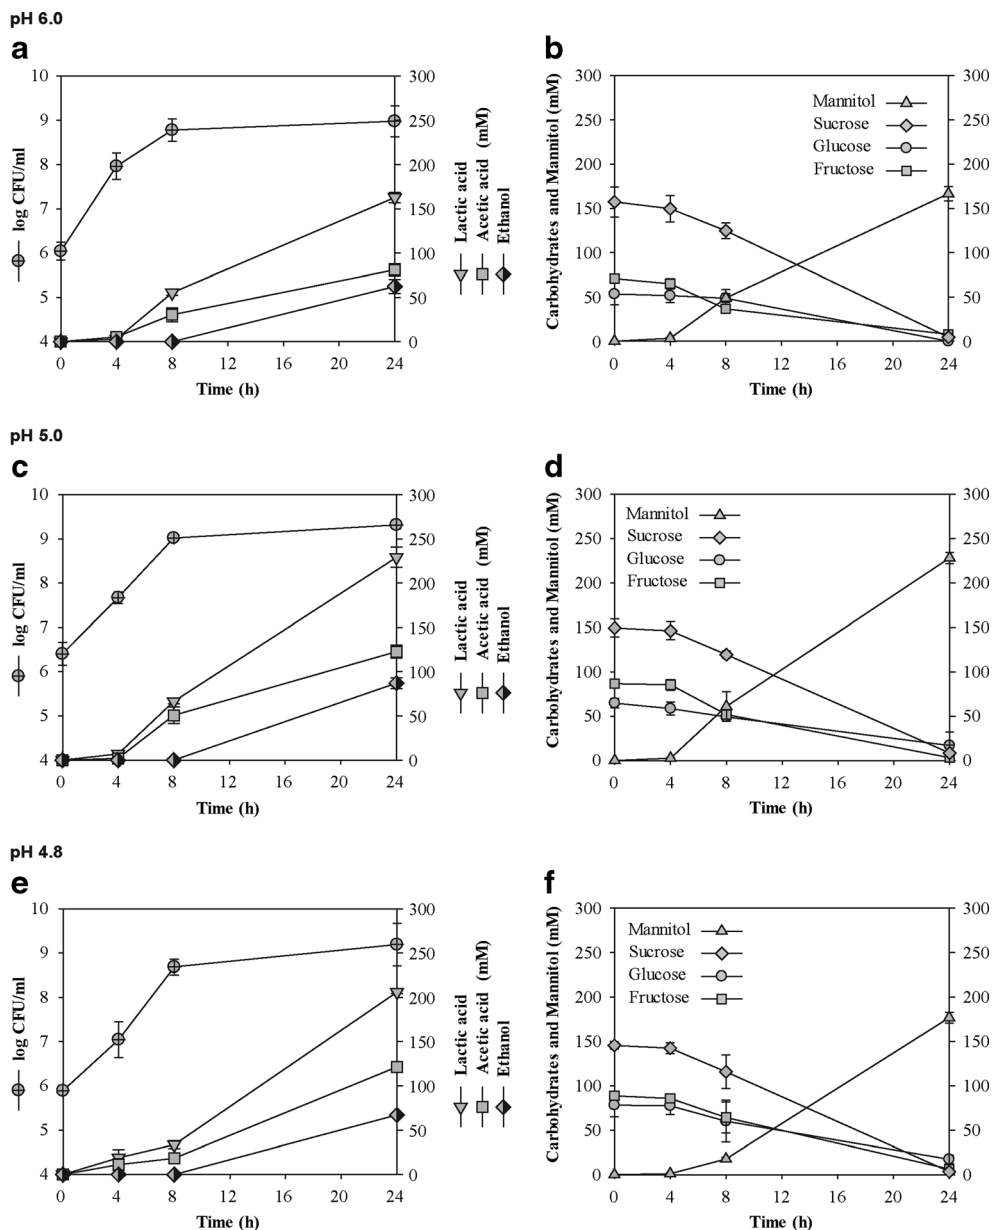 pH 6.0
a
log CFU/ml
10
9
8
7
6
5
4
300
250
200
150
100
50
0
0 4 8 12 16 20 24
Time (h)
Lactic acid
Acetic acid (mM)
Ethanol
b
Carbohydrates and Mannitol (mM)
300
250
200
150
100
50
0
Mannitol
Sucrose
Glucose
Fructose
300
250
200
150
100
50
0
0 4 8 12 16 20 24
Time (h)
pH 5.0
c
log CFU/ml
10
9
8
7
6
5
4
300
250
200
150
100
50
0
0 4 8 12 16 20 24
Time (h)
Lactic acid
Acetic acid (mM)
Ethanol
d
Carbohydrates and Mannitol (mM)
300
250
200
150
100
50
0
Mannitol
Sucrose
Glucose
Fructose
300
250
200
150
100
50
0
0 4 8 12 16 20 24
Time (h)
pH 4.8
e
log CFU/ml
10
9
8
7
6
5
4
300
250
200
150
100
50
0
0 4 8 12 16 20 24
Time (h)
Lactic acid
Acetic acid (mM)
Ethanol
f
Carbohydrates and Mannitol (mM)
300
250
200
150
100
50
0
Mannitol
Sucrose
Glucose
Fructose
300
250
200
150
100
50
0
0 4 8 12 16 20 24
Time (h)